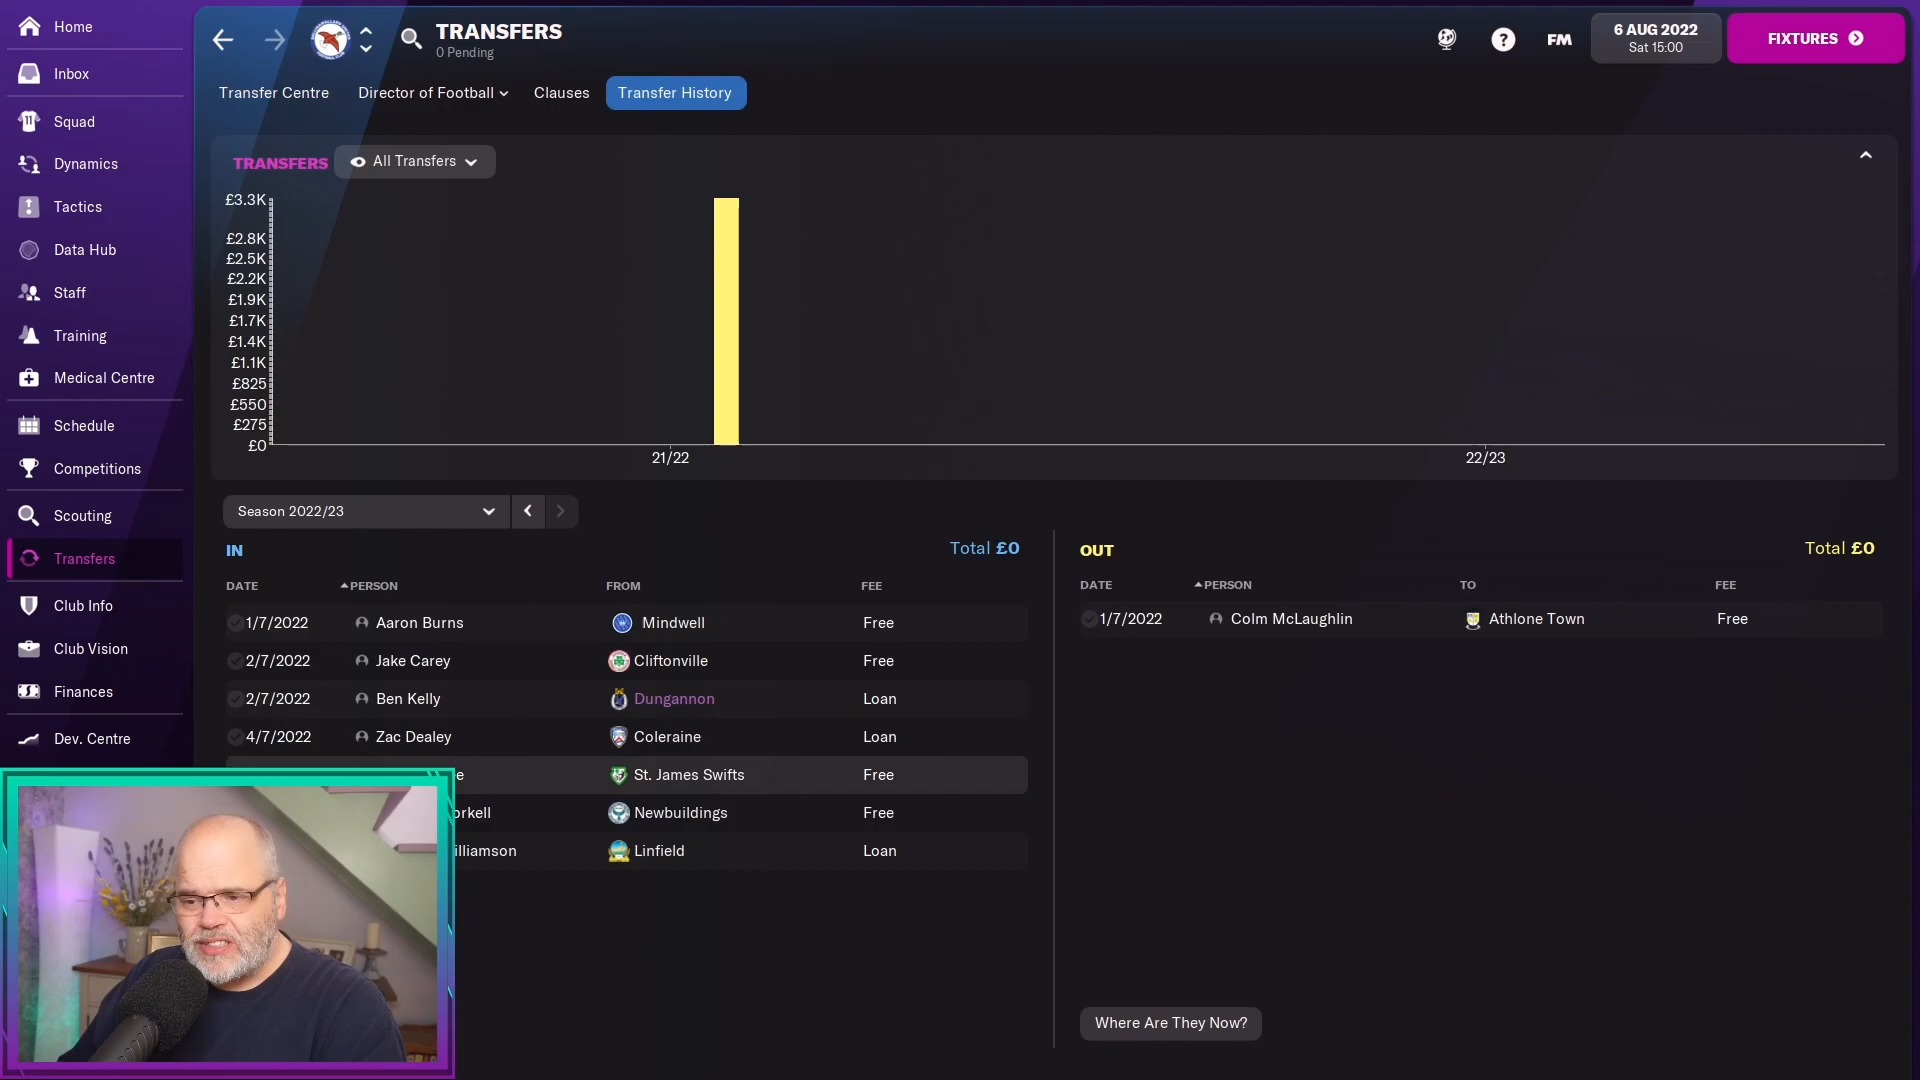 Home
Inbox
Squad
Dynamics
Tactics
Data Hub
Staff
Training
Medical Centre
Schedule
Competitions
Scouting
Transfers
Club Info
Club Vision
Finances
Dev. Centre
TRANSFERS
0 Pending
FM
6 AUG 2022
Sat 15:00
FIXTURES
Transfer Centre
Director of Football
Clauses
Transfer History
TRANSFERS
All Transfers
£3.3K
£2.8K
£2.5K
£2.2K
£1.9K
£1.7K
£1.4K
£1.1K
£825
£550
£275
£0
21/22
22/23
Season 2022/23
IN
Total £0
DATE PERSON FROM FEE
1/7/2022 Aaron Burns Mindwell Free
2/7/2022 Jake Carey Cliftonville Free
2/7/2022 Ben Kelly Dungannon Loan
4/7/2022 Zac Dealey Coleraine Loan
e St. James Swifts Free
orkell Newbuildings Free
illiamson Linfield Loan
OUT
Total £0
DATE PERSON TO FEE
1/7/2022 Colm McLaughlin Athlone Town Free
Where Are They Now?